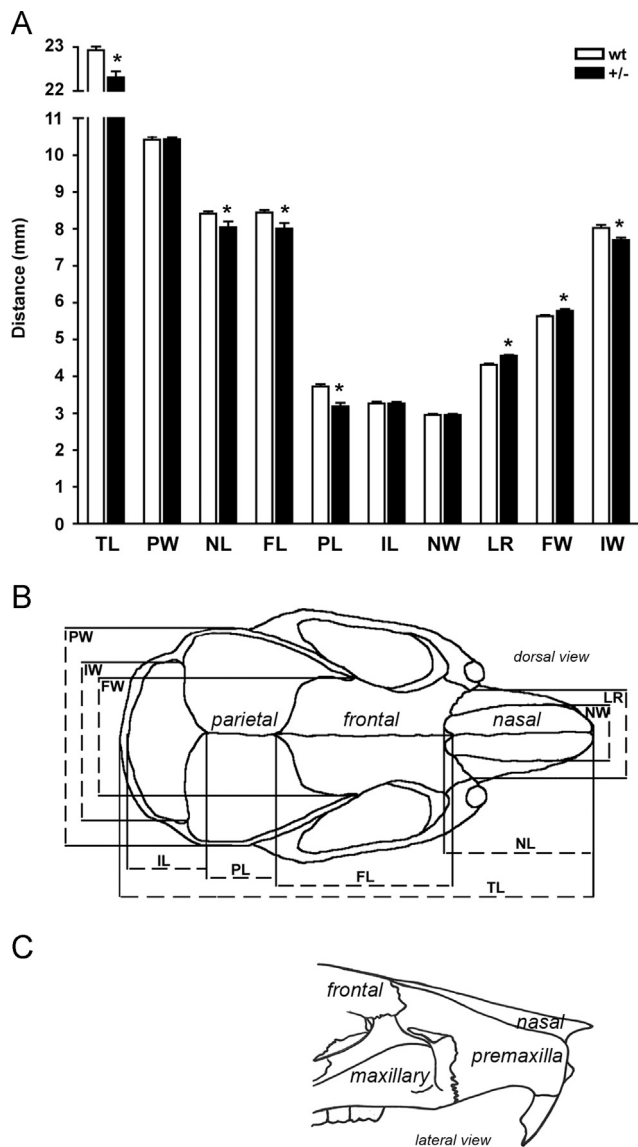 A
23
22
11
10
9
8
7
6
5
4
3
2
1
0
Distance (mm)
wt
+/-
*
*
*
*
*
*
*
TL PW NL FL PL IL NW LR FW IW
B
PW
IW
FW
dorsal view
LR
NW
parietal frontal nasal
NL
IL PL FL TL
C
frontal
nasal
premaxilla
maxillary
lateral view